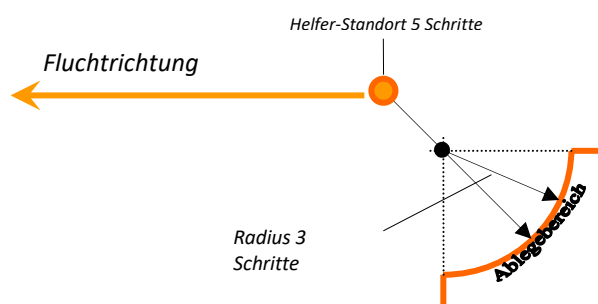 Helfer-Standort 5 Schritte
Fluchtrichtung
Radius 3
Schritte
Ablegebereich